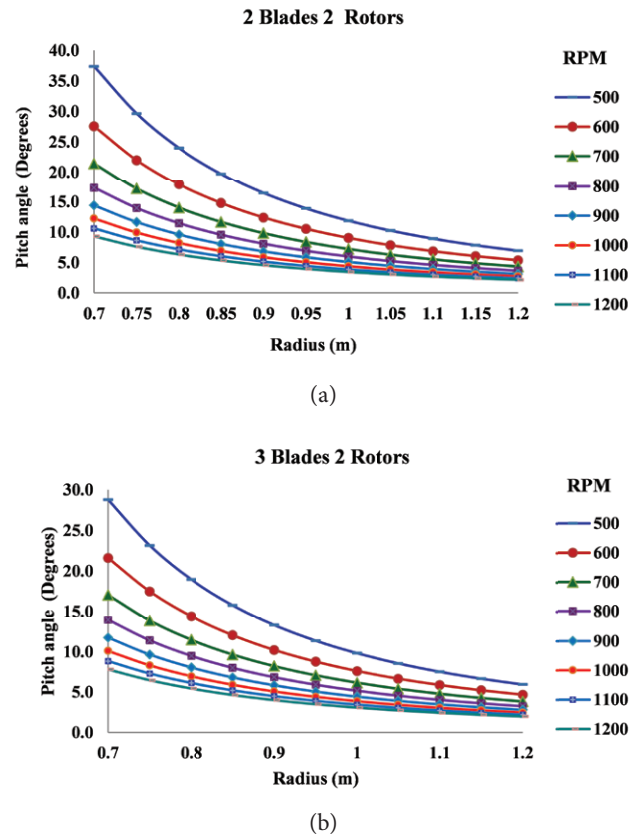 2 Blades 2 Rotors
40.0
35.0
30.0
25.0
20.0
15.0
10.0
5.0
0.0
Pitch angle (Degrees)
0.7 0.75 0.8 0.85 0.9 0.95 1 1.05 1.1 1.15 1.2
Radius (m)
RPM
500
600
700
800
900
1000
1100
1200
(a)
3 Blades 2 Rotors
30.0
25.0
20.0
15.0
10.0
5.0
0.0
Pitch angle (Degrees)
0.7 0.8 0.9 1 1.1 1.2
Radius (m)
RPM
500
600
700
800
900
1000
1100
1200
(b)